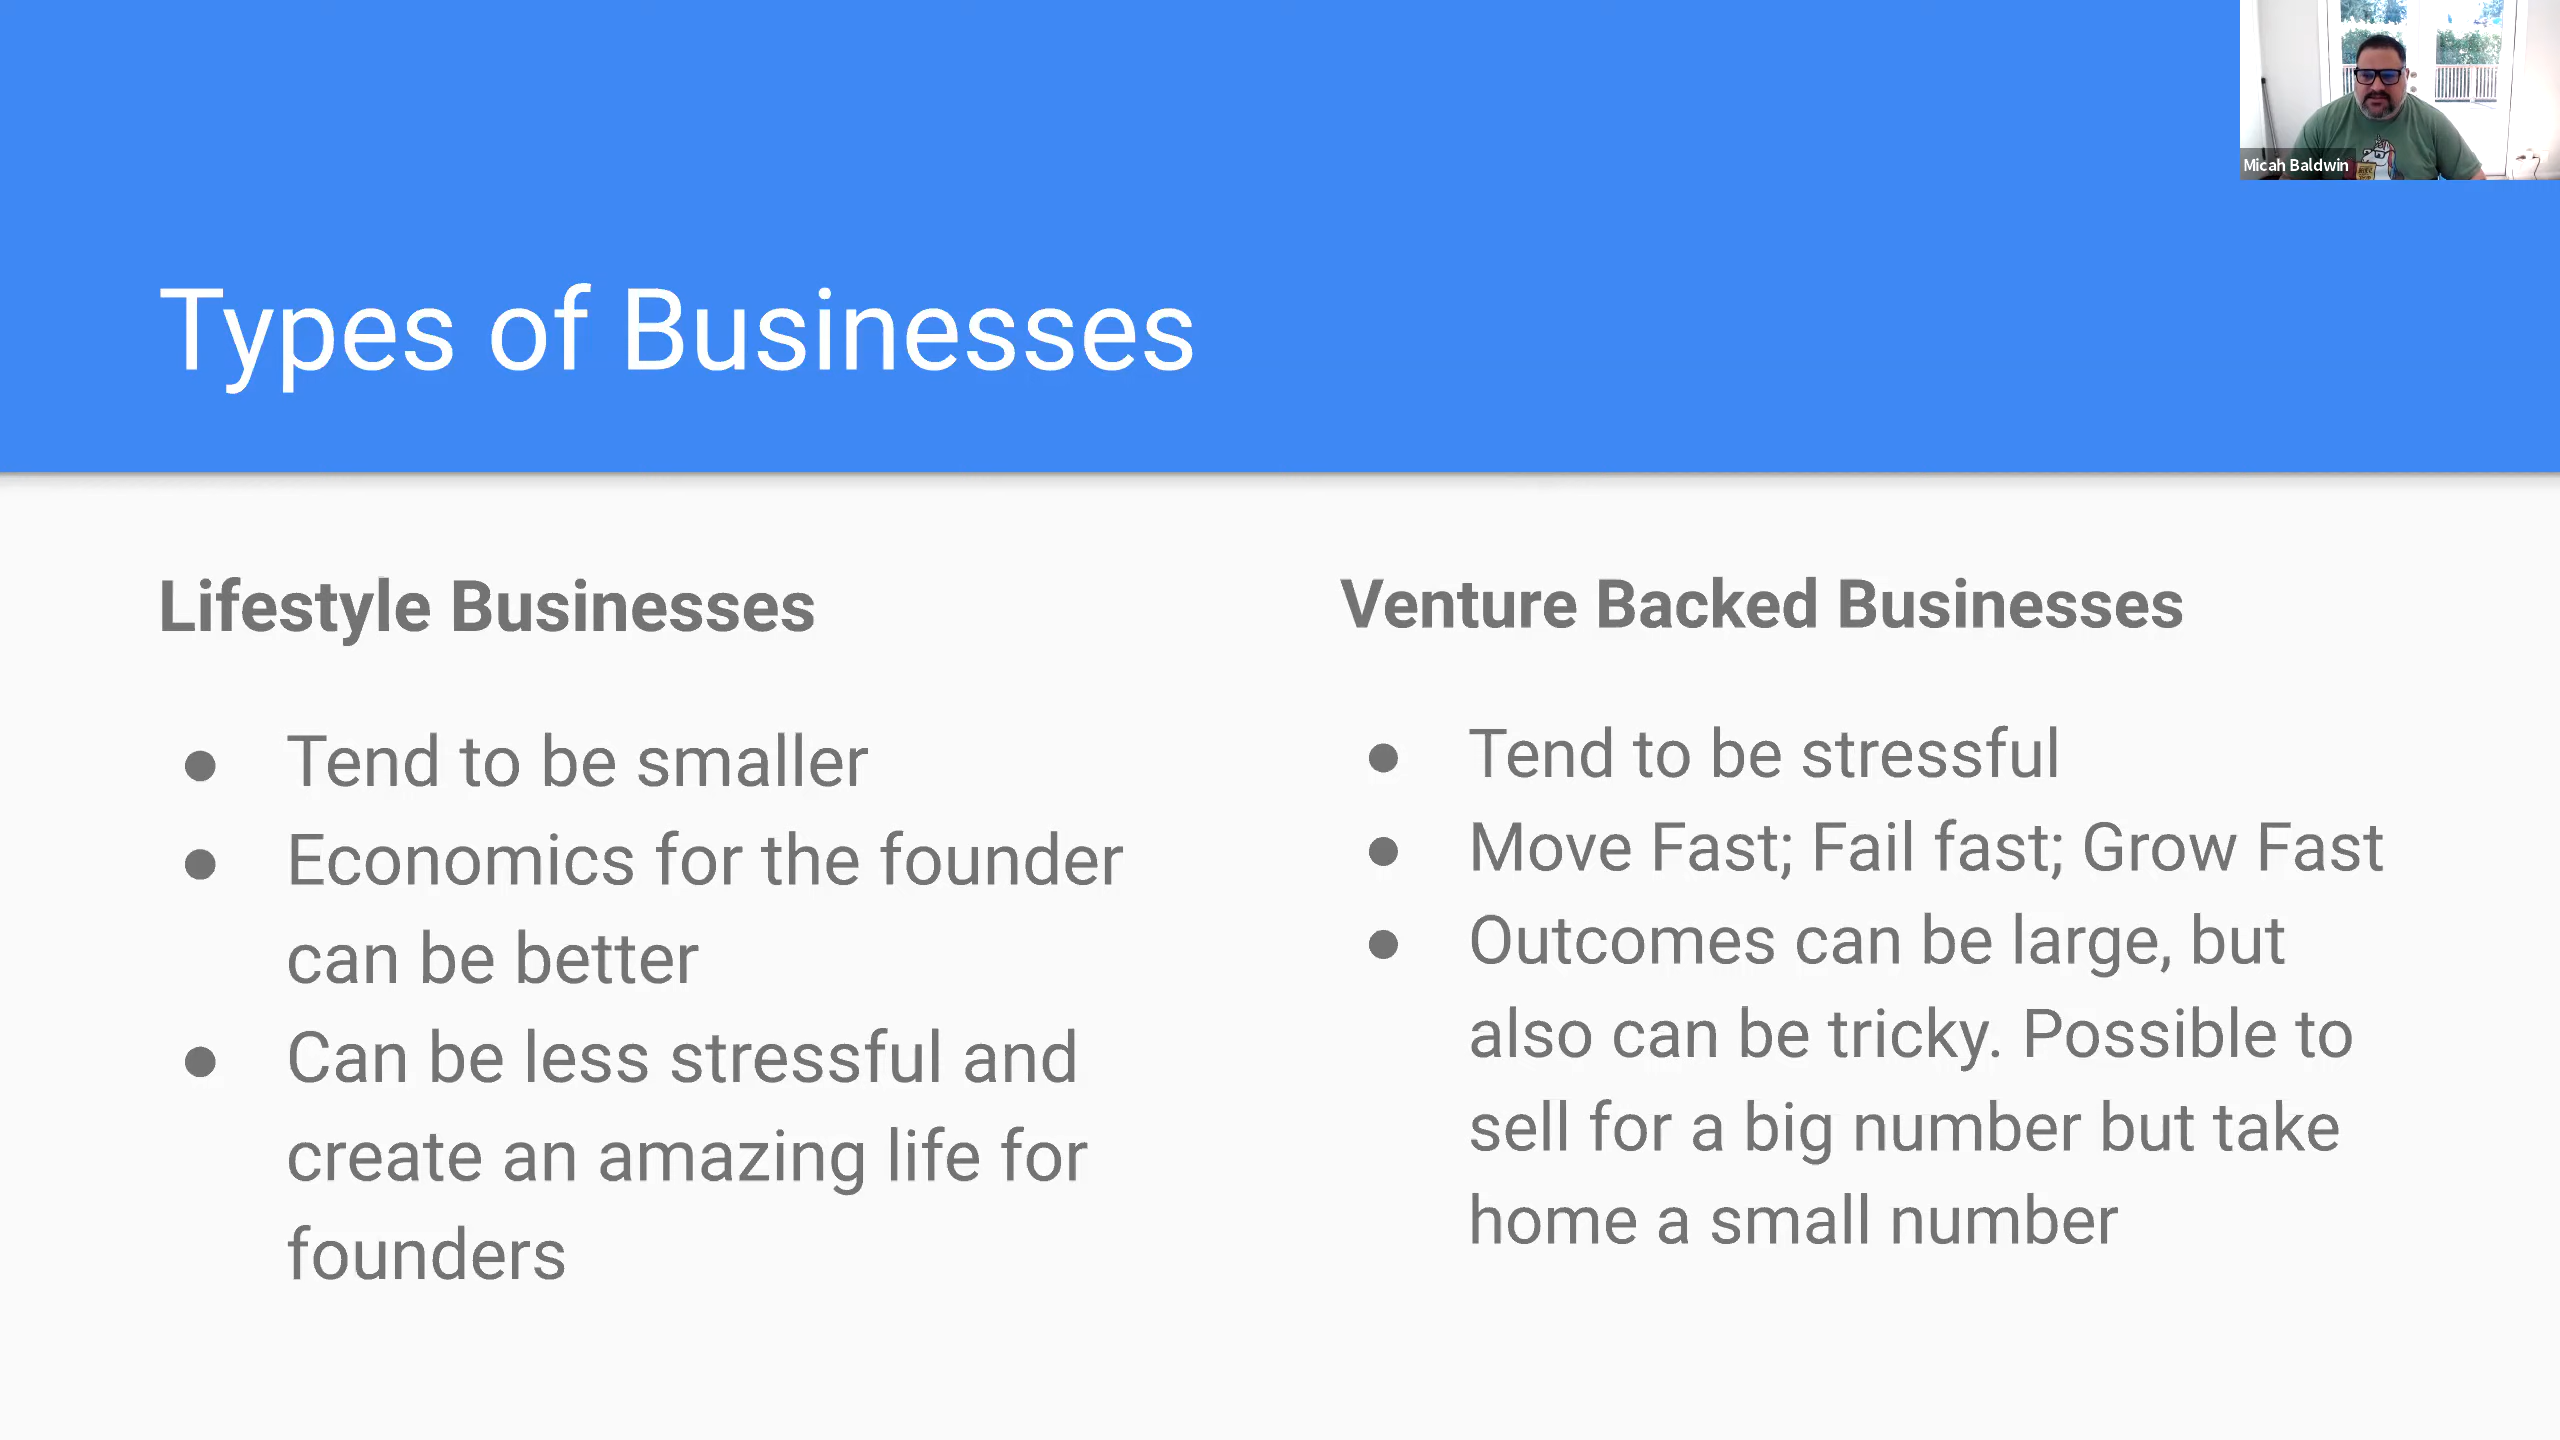 Micah Baldwin
Types of Businesses
Lifestyle Businesses
● Tend to be smaller
● Economics for the founder
can be better
● Can be less stressful and
create an amazing life for
founders
Venture Backed Businesses
● Tend to be stressful
● Move Fast; Fail fast; Grow Fast
● Outcomes can be large, but
also can be tricky. Possible to
sell for a big number but take
home a small number